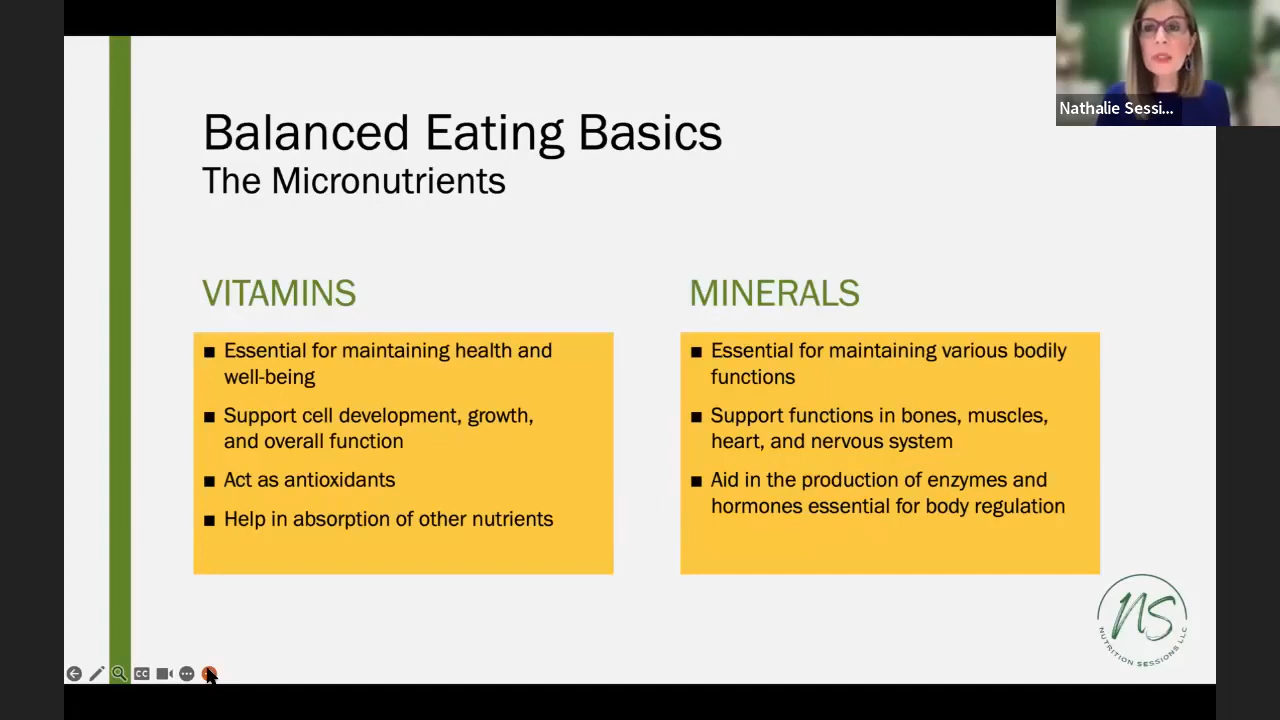 Nathalie Sessi...
Balanced Eating Basics
The Micronutrients
VITAMINS
■ Essential for maintaining health and
well-being
■ Support cell development, growth,
and overall function
■ Act as antioxidants
■ Help in absorption of other nutrients
MINERALS
■ Essential for maintaining various bodily
functions
■ Support functions in bones, muscles,
heart, and nervous system
■ Aid in the production of enzymes and
hormones essential for body regulation
NS
NUTRITION SESSIONS LLC
CC